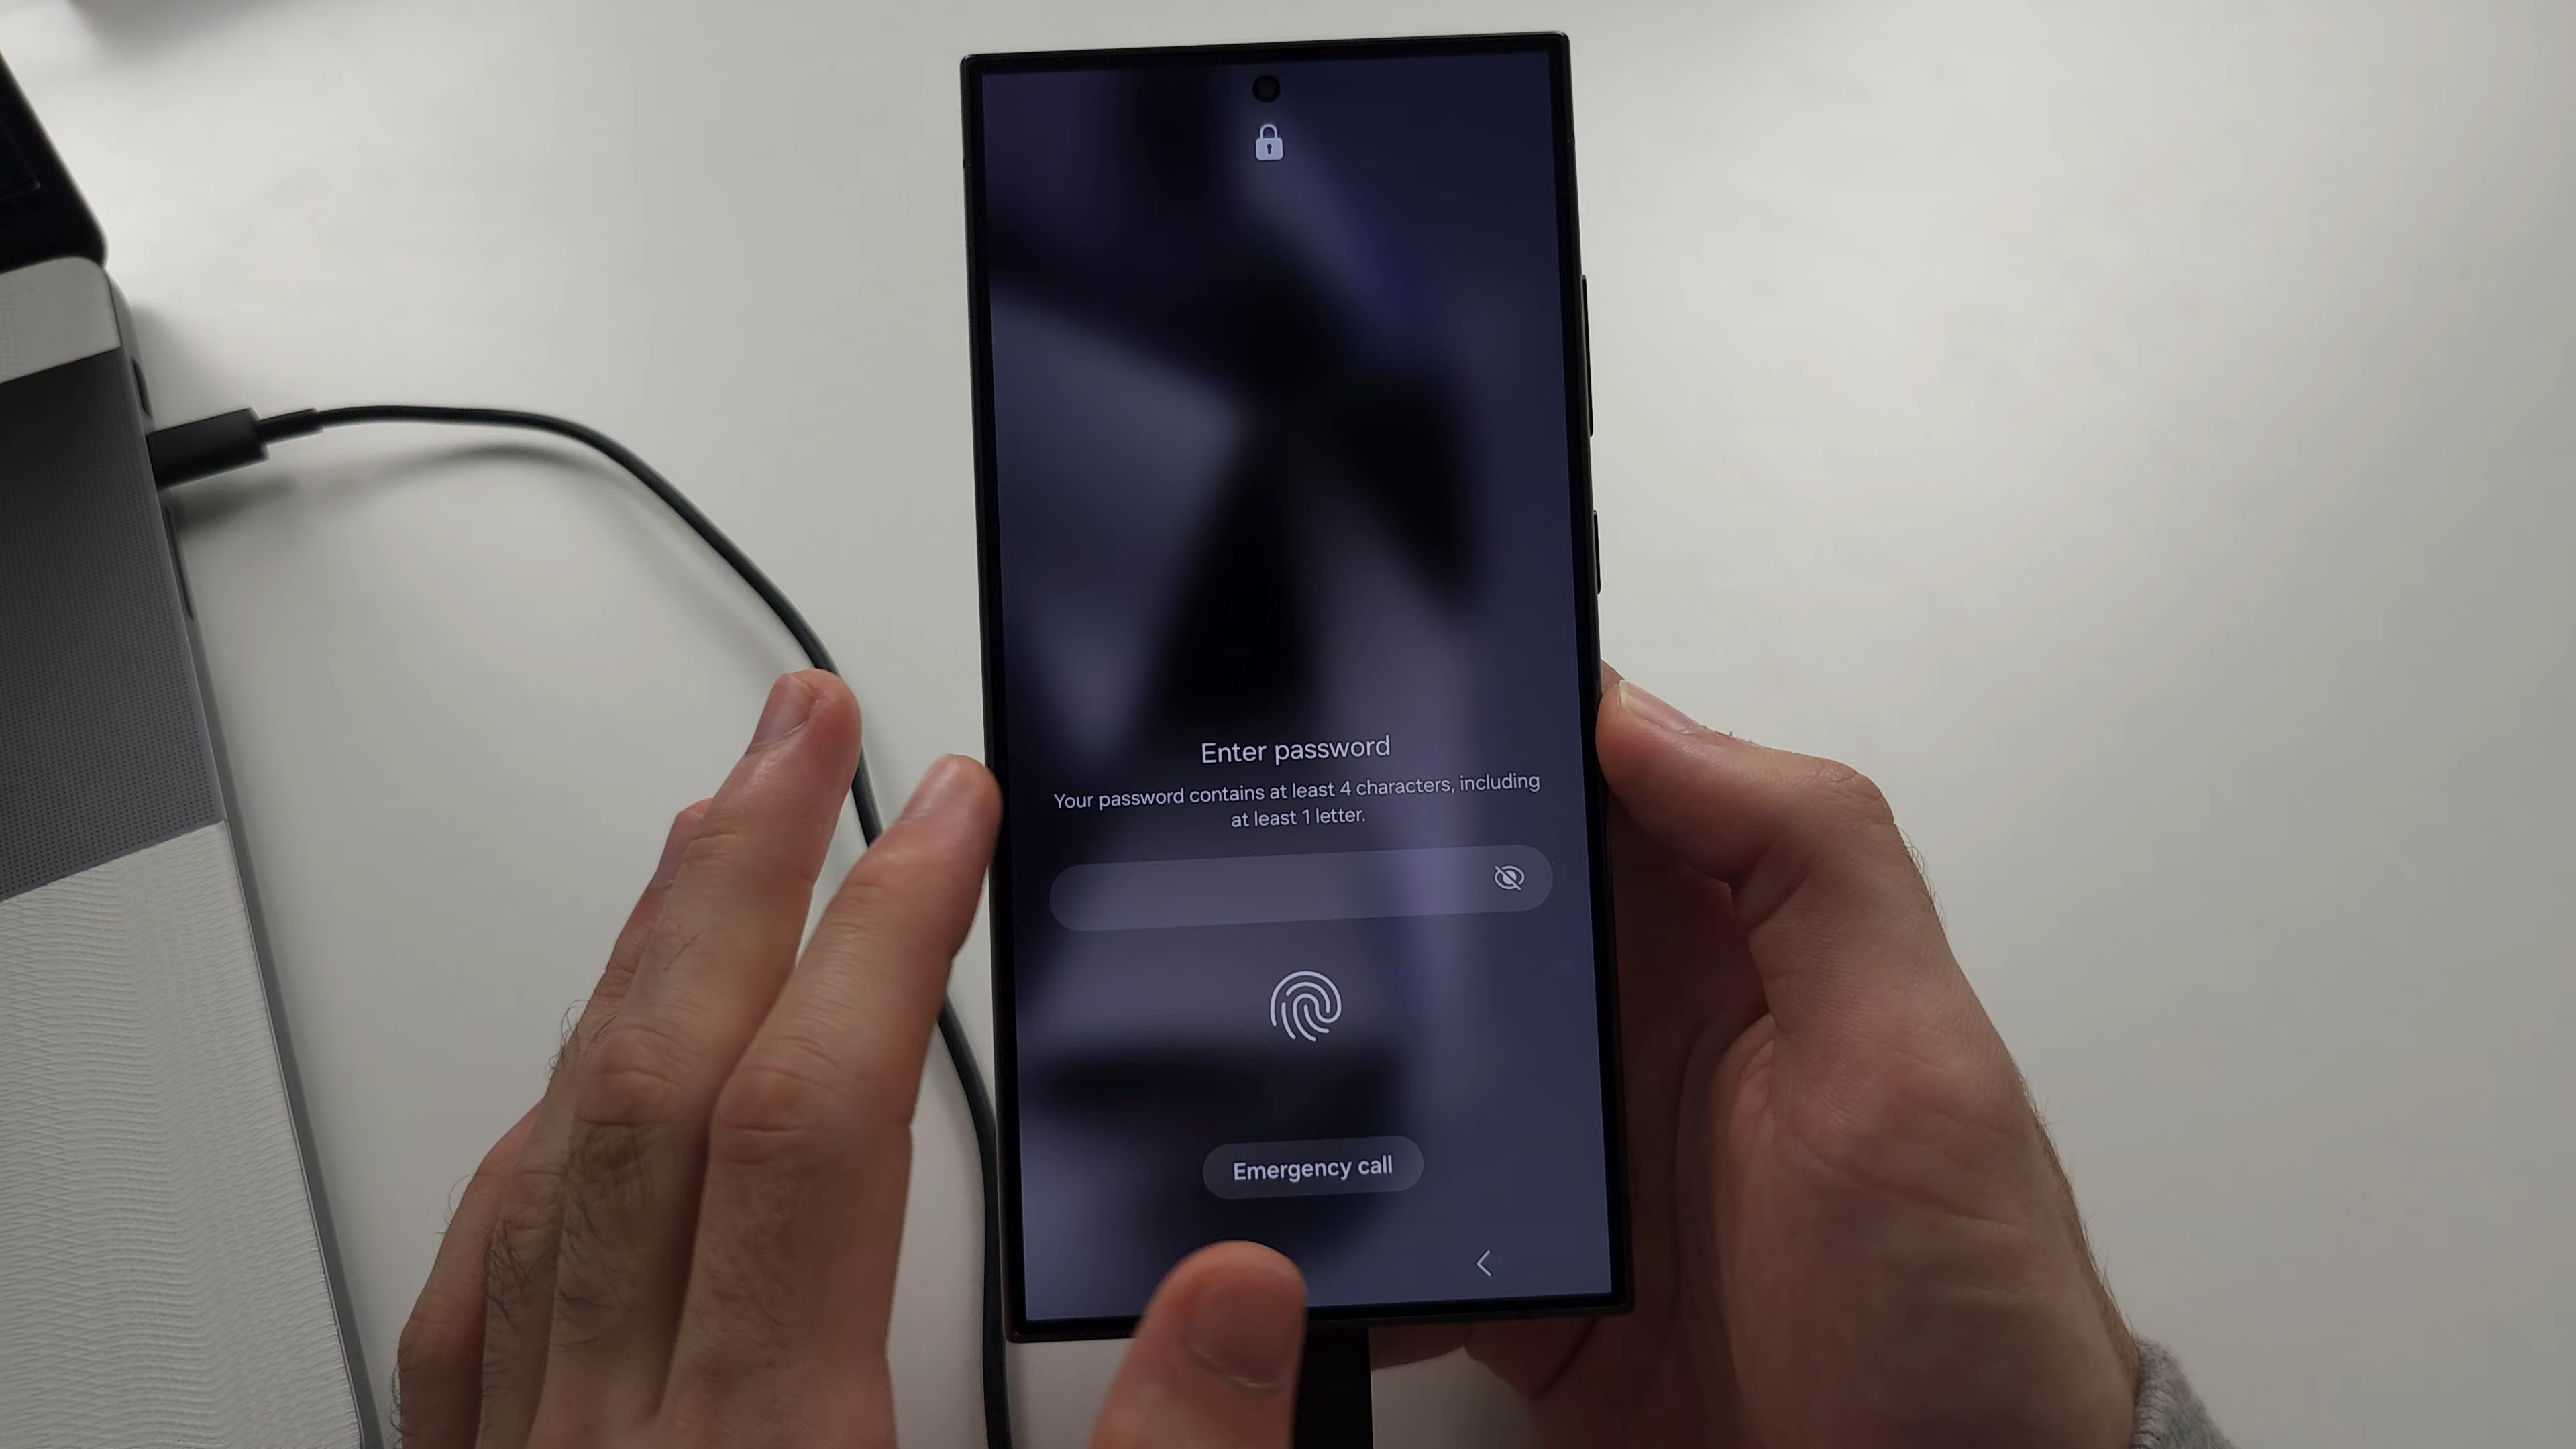 Enter password
Your password contains at least 4 characters, including
at least 1 letter.
Emergency call